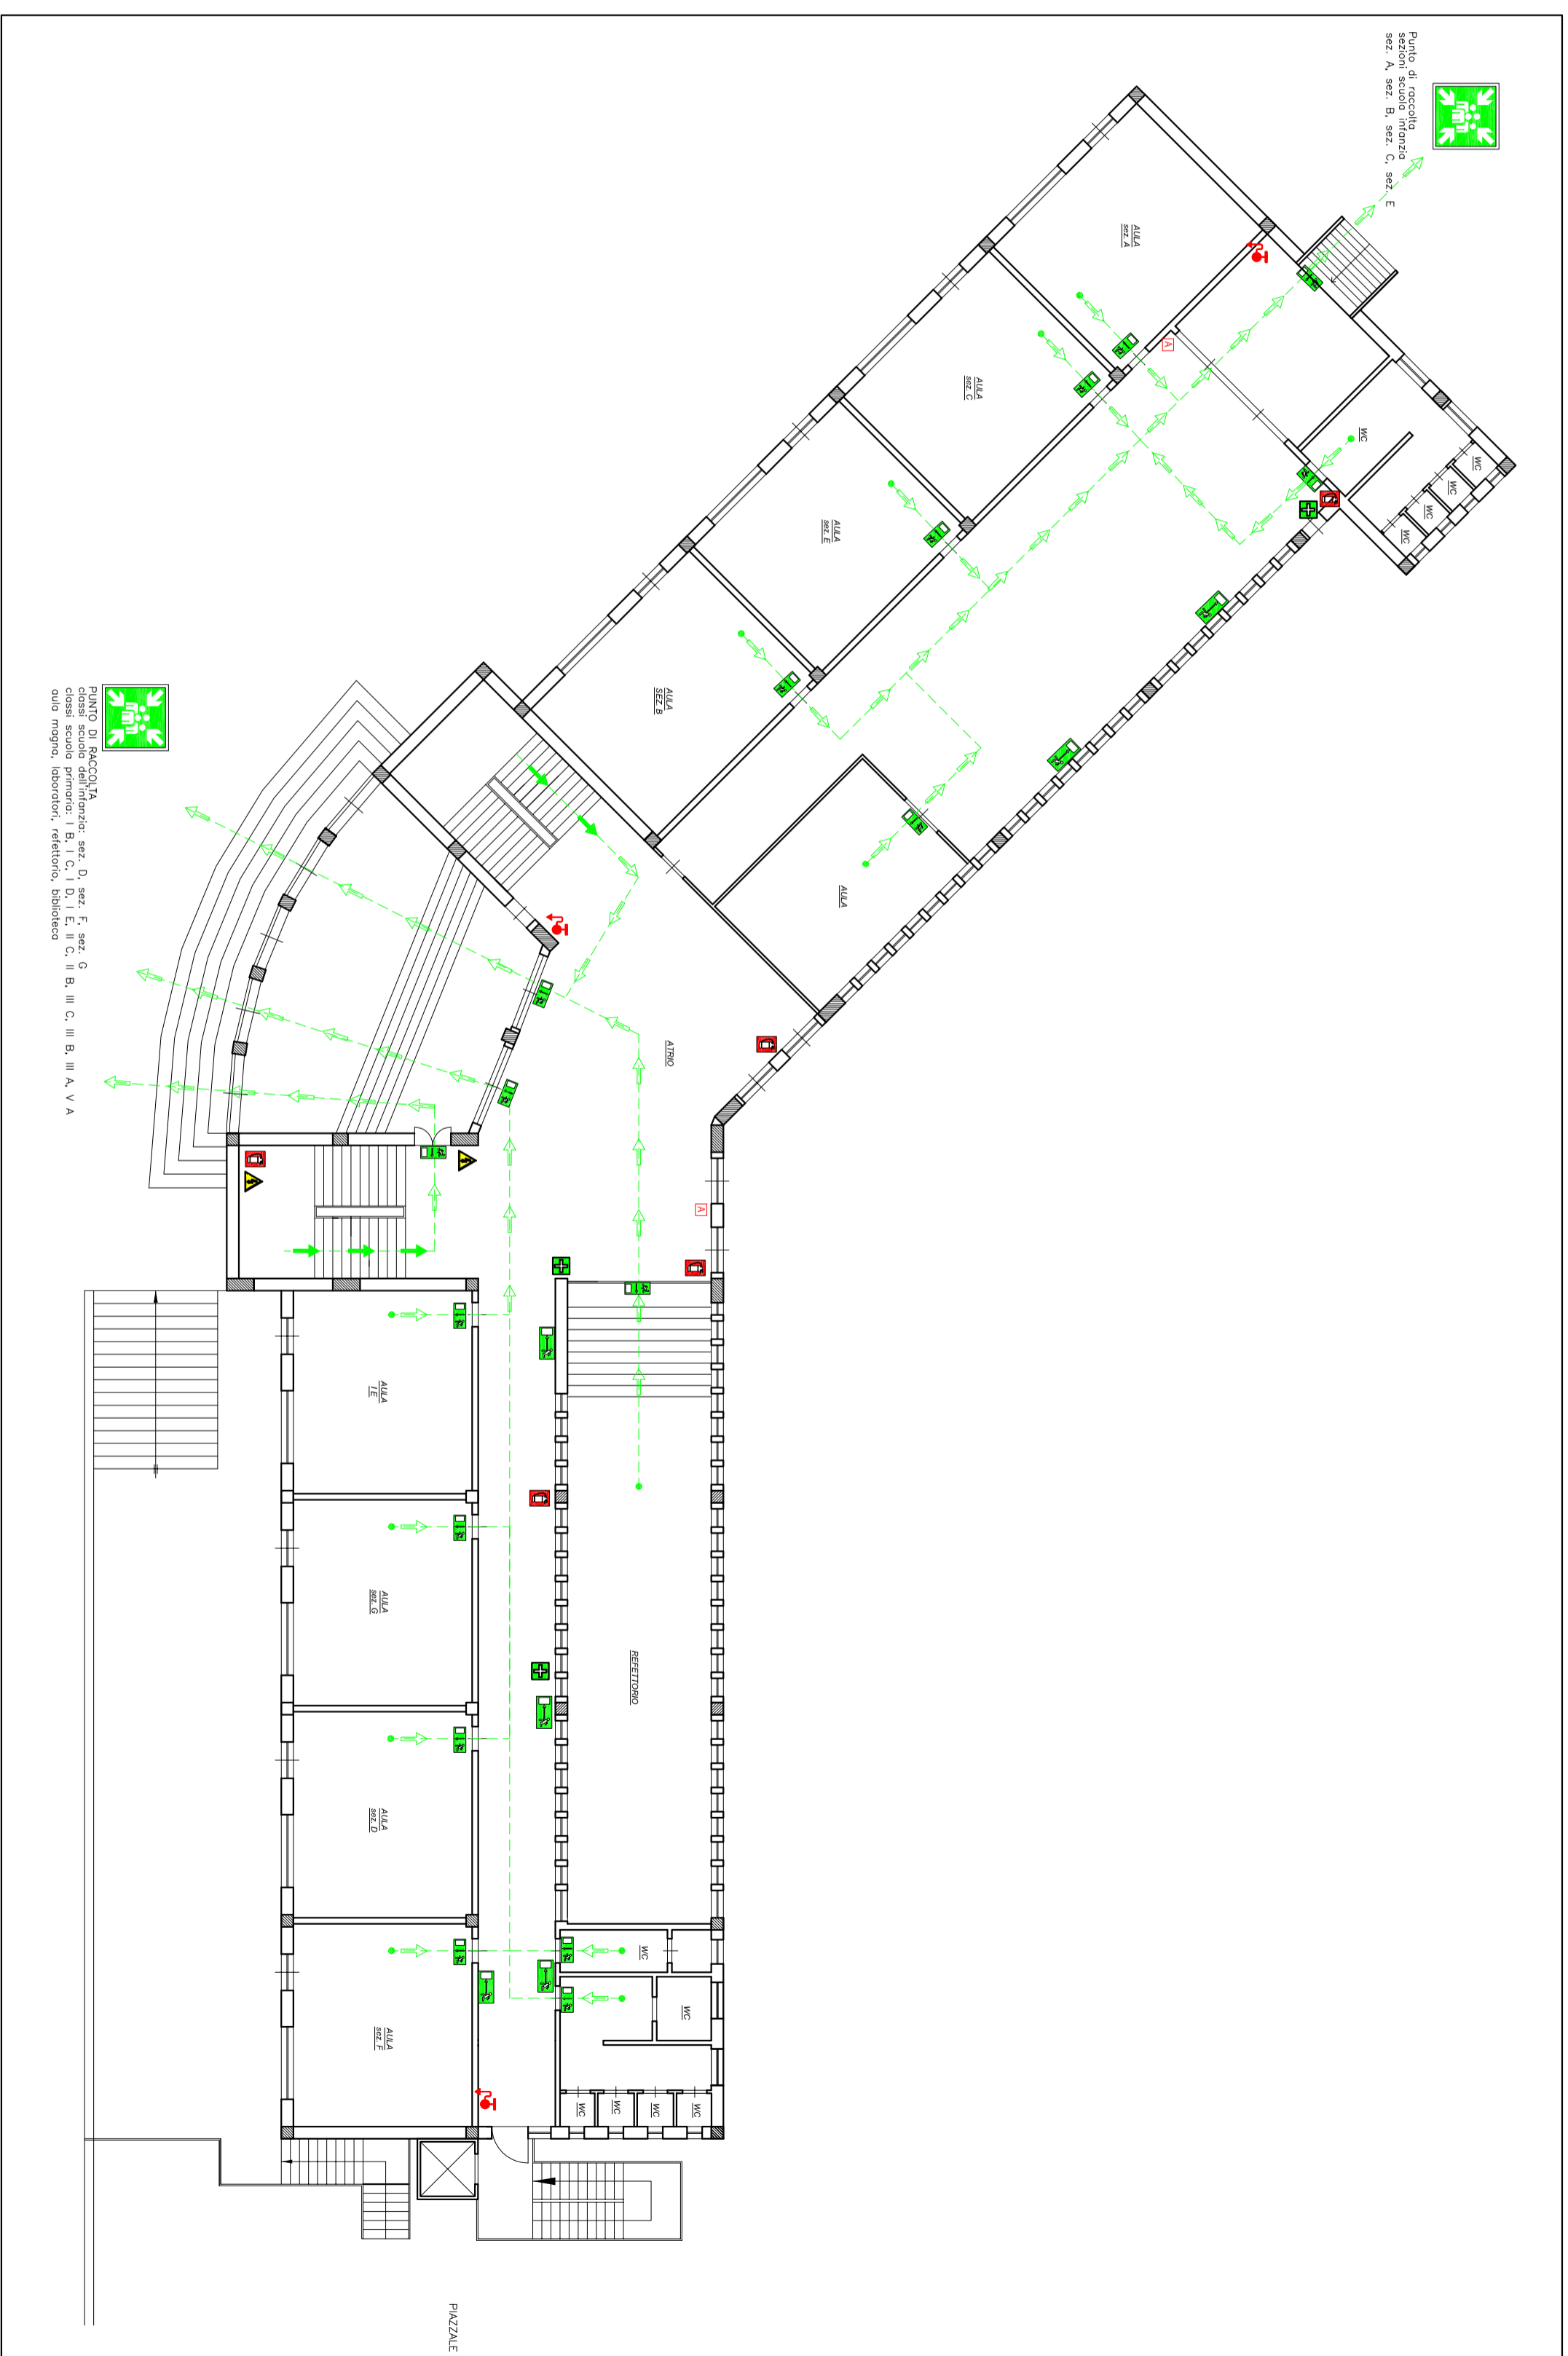 Punto di raccolta
sezioni scuola infanzia
sez. A, sez. B, sez. C, sez. E
AULA
sez. A
A
WC
WC
WC
WC
WC
AULA
sez. C
AULA
sez. E
AULA
SEZ. B
AULA
ATRIO
A
PUNTO DI RACCOLTA
classi scuola dell'infanzia: sez. D, sez. F, sez. G
classi scuola primaria: I B, I C, I D, I E, II C, II B, III C, III B, III A, V A
aula magna, laboratori, refettorio, biblioteca
AULA
I E
AULA
sez. G
REFETTORIO
AULA
sez. D
WC
WC
AULA
sez. F
WC
WC
WC
WC
PIAZZALE